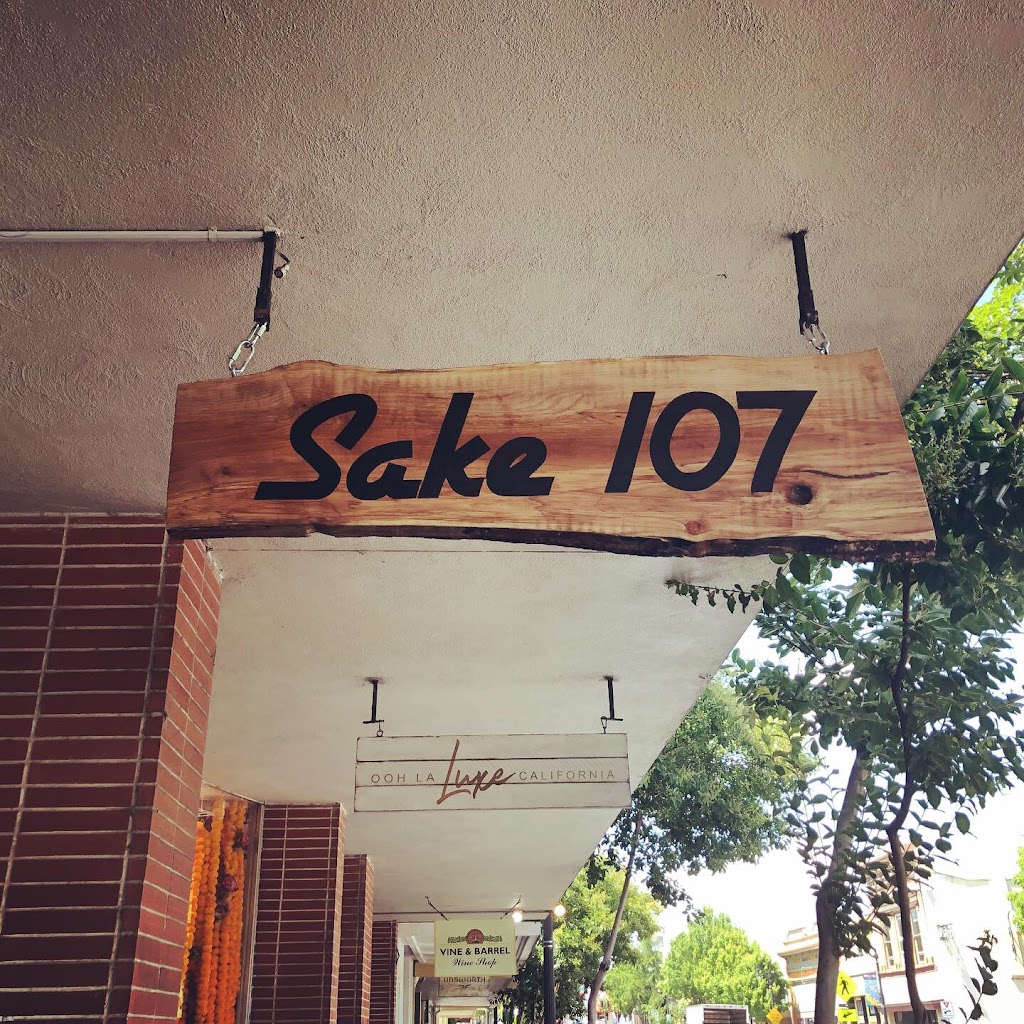 Sake 107
OOH LA Luxe CALIFORNIA
VINE & BARREL
Wine Shop